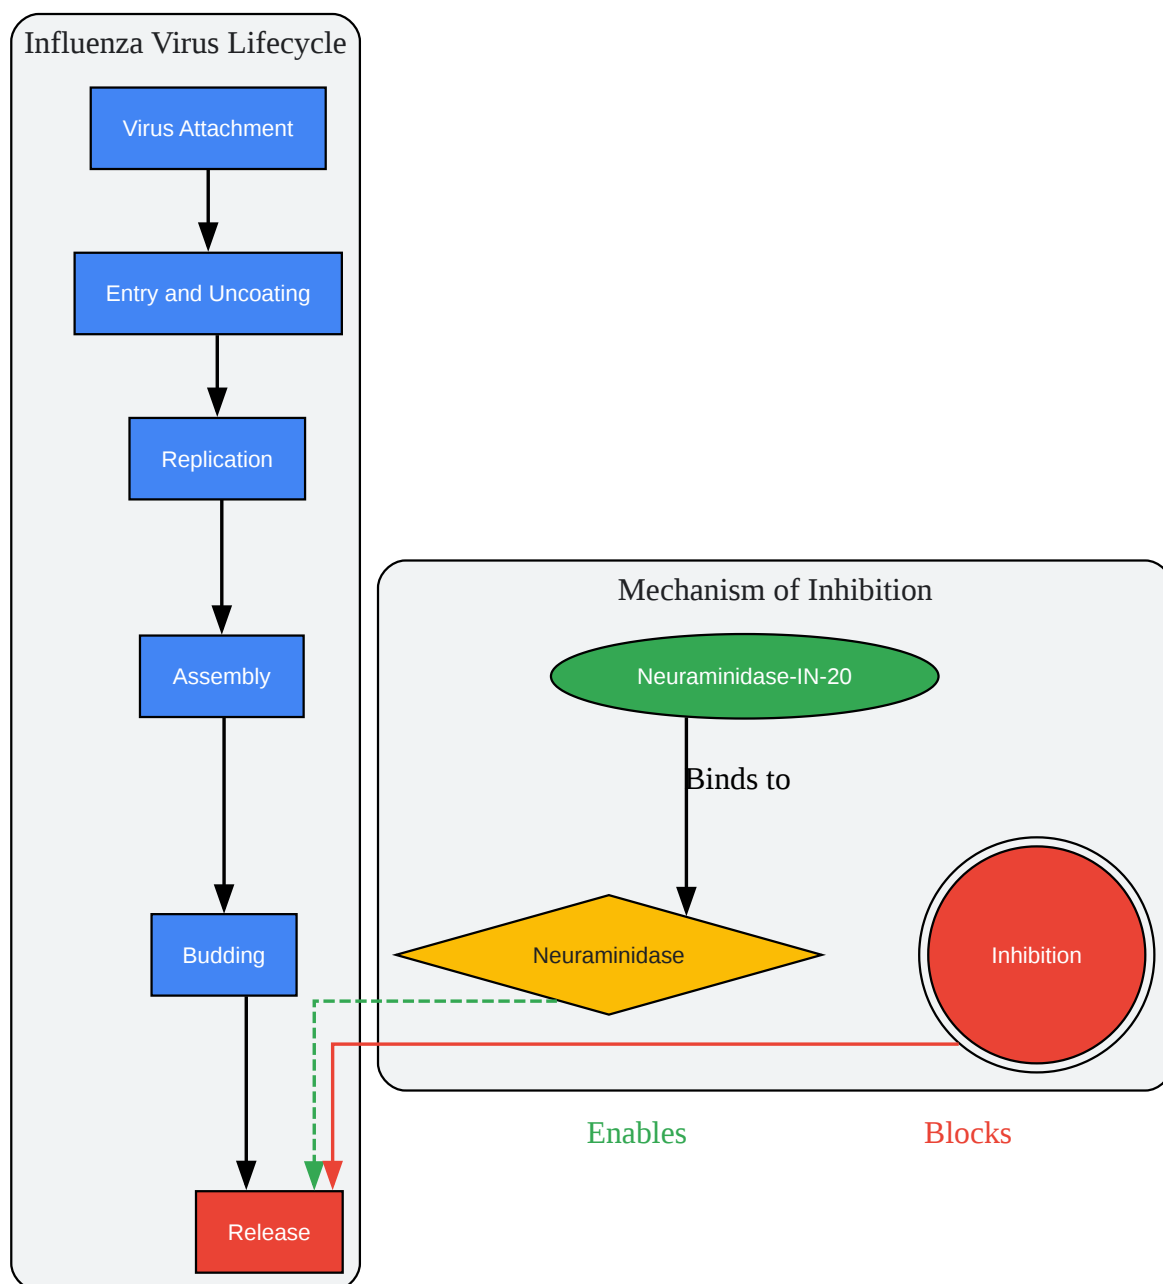 Influenza Virus Lifecycle
Virus Attachment
Entry and Uncoating
Replication
Assembly
Budding
Release
Mechanism of Inhibition
Neuraminidase-IN-20
Binds to
Neuraminidase
Inhibition
Enables
Blocks